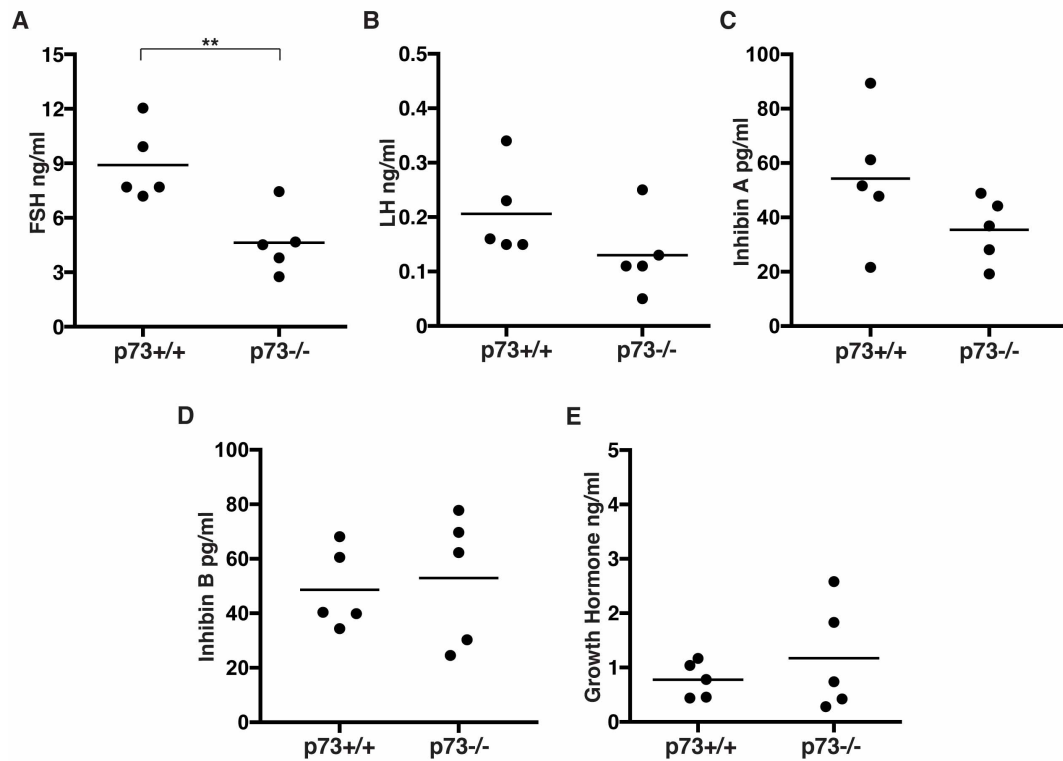 A
**
15
12
9
6
3
0
FSH ng/ml
p73+/+
p73-/-
B
0.5
0.4
0.3
0.2
0.1
0
LH ng/ml
p73+/+
p73-/-
C
100
80
60
40
20
0
Inhibin A pg/ml
p73+/+
p73-/-
D
100
80
60
40
20
0
Inhibin B pg/ml
p73+/+
p73-/-
E
5
4
3
2
1
0
Growth Hormone ng/ml
p73+/+
p73-/-